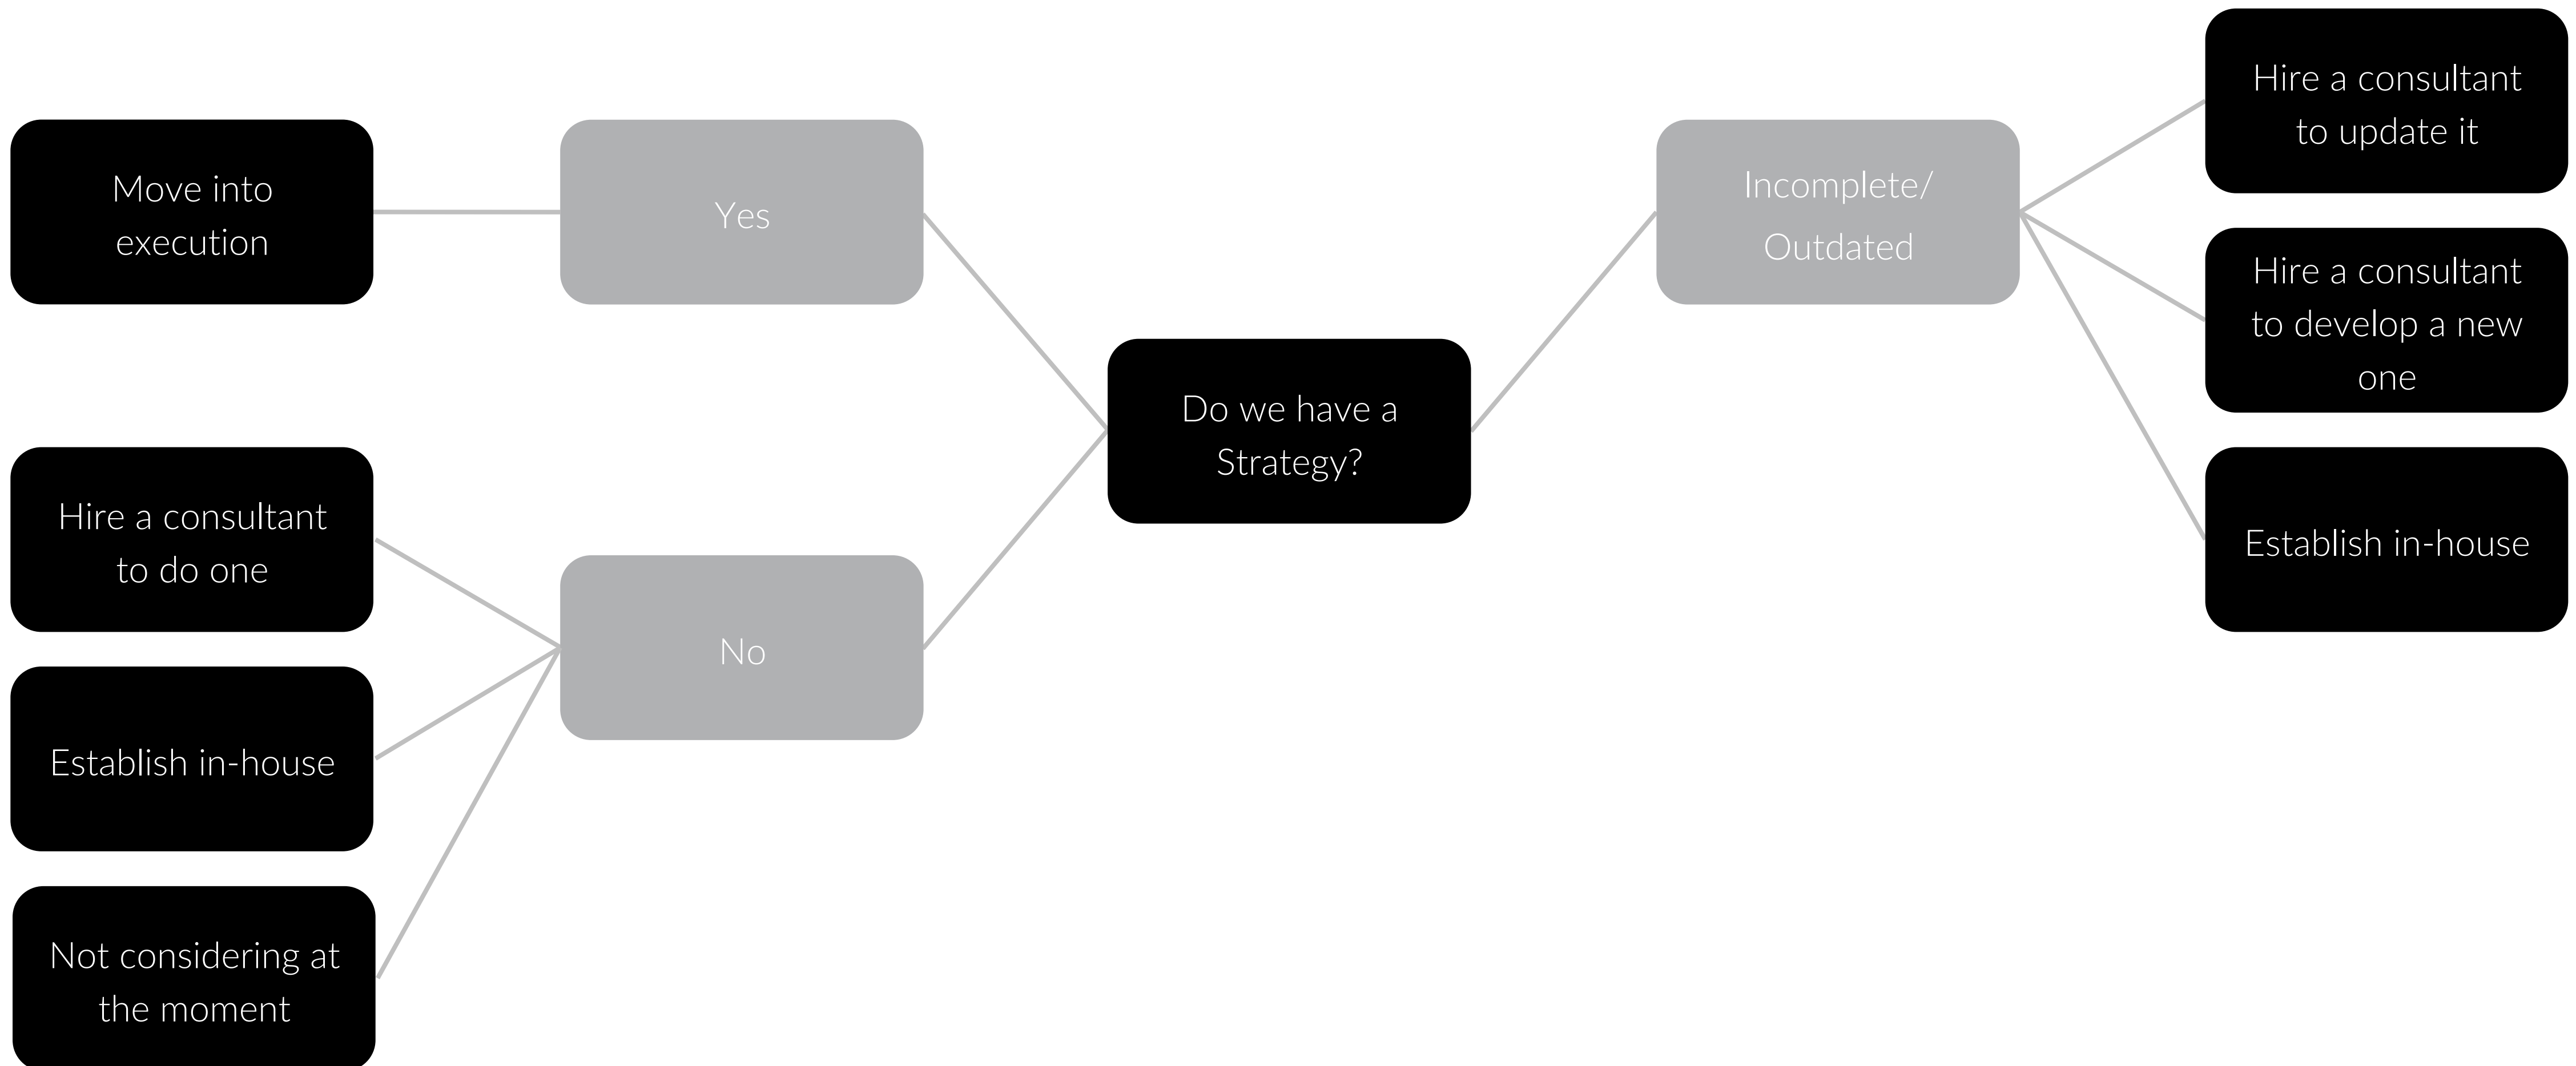 Move into
execution
Yes
Hire a consultant
to do one
Establish in-house
Not considering at
the moment
No
Do we have a
Strategy?
Incomplete/
Outdated
Hire a consultant
to update it
Hire a consultant
to develop a new
one
Establish in-house